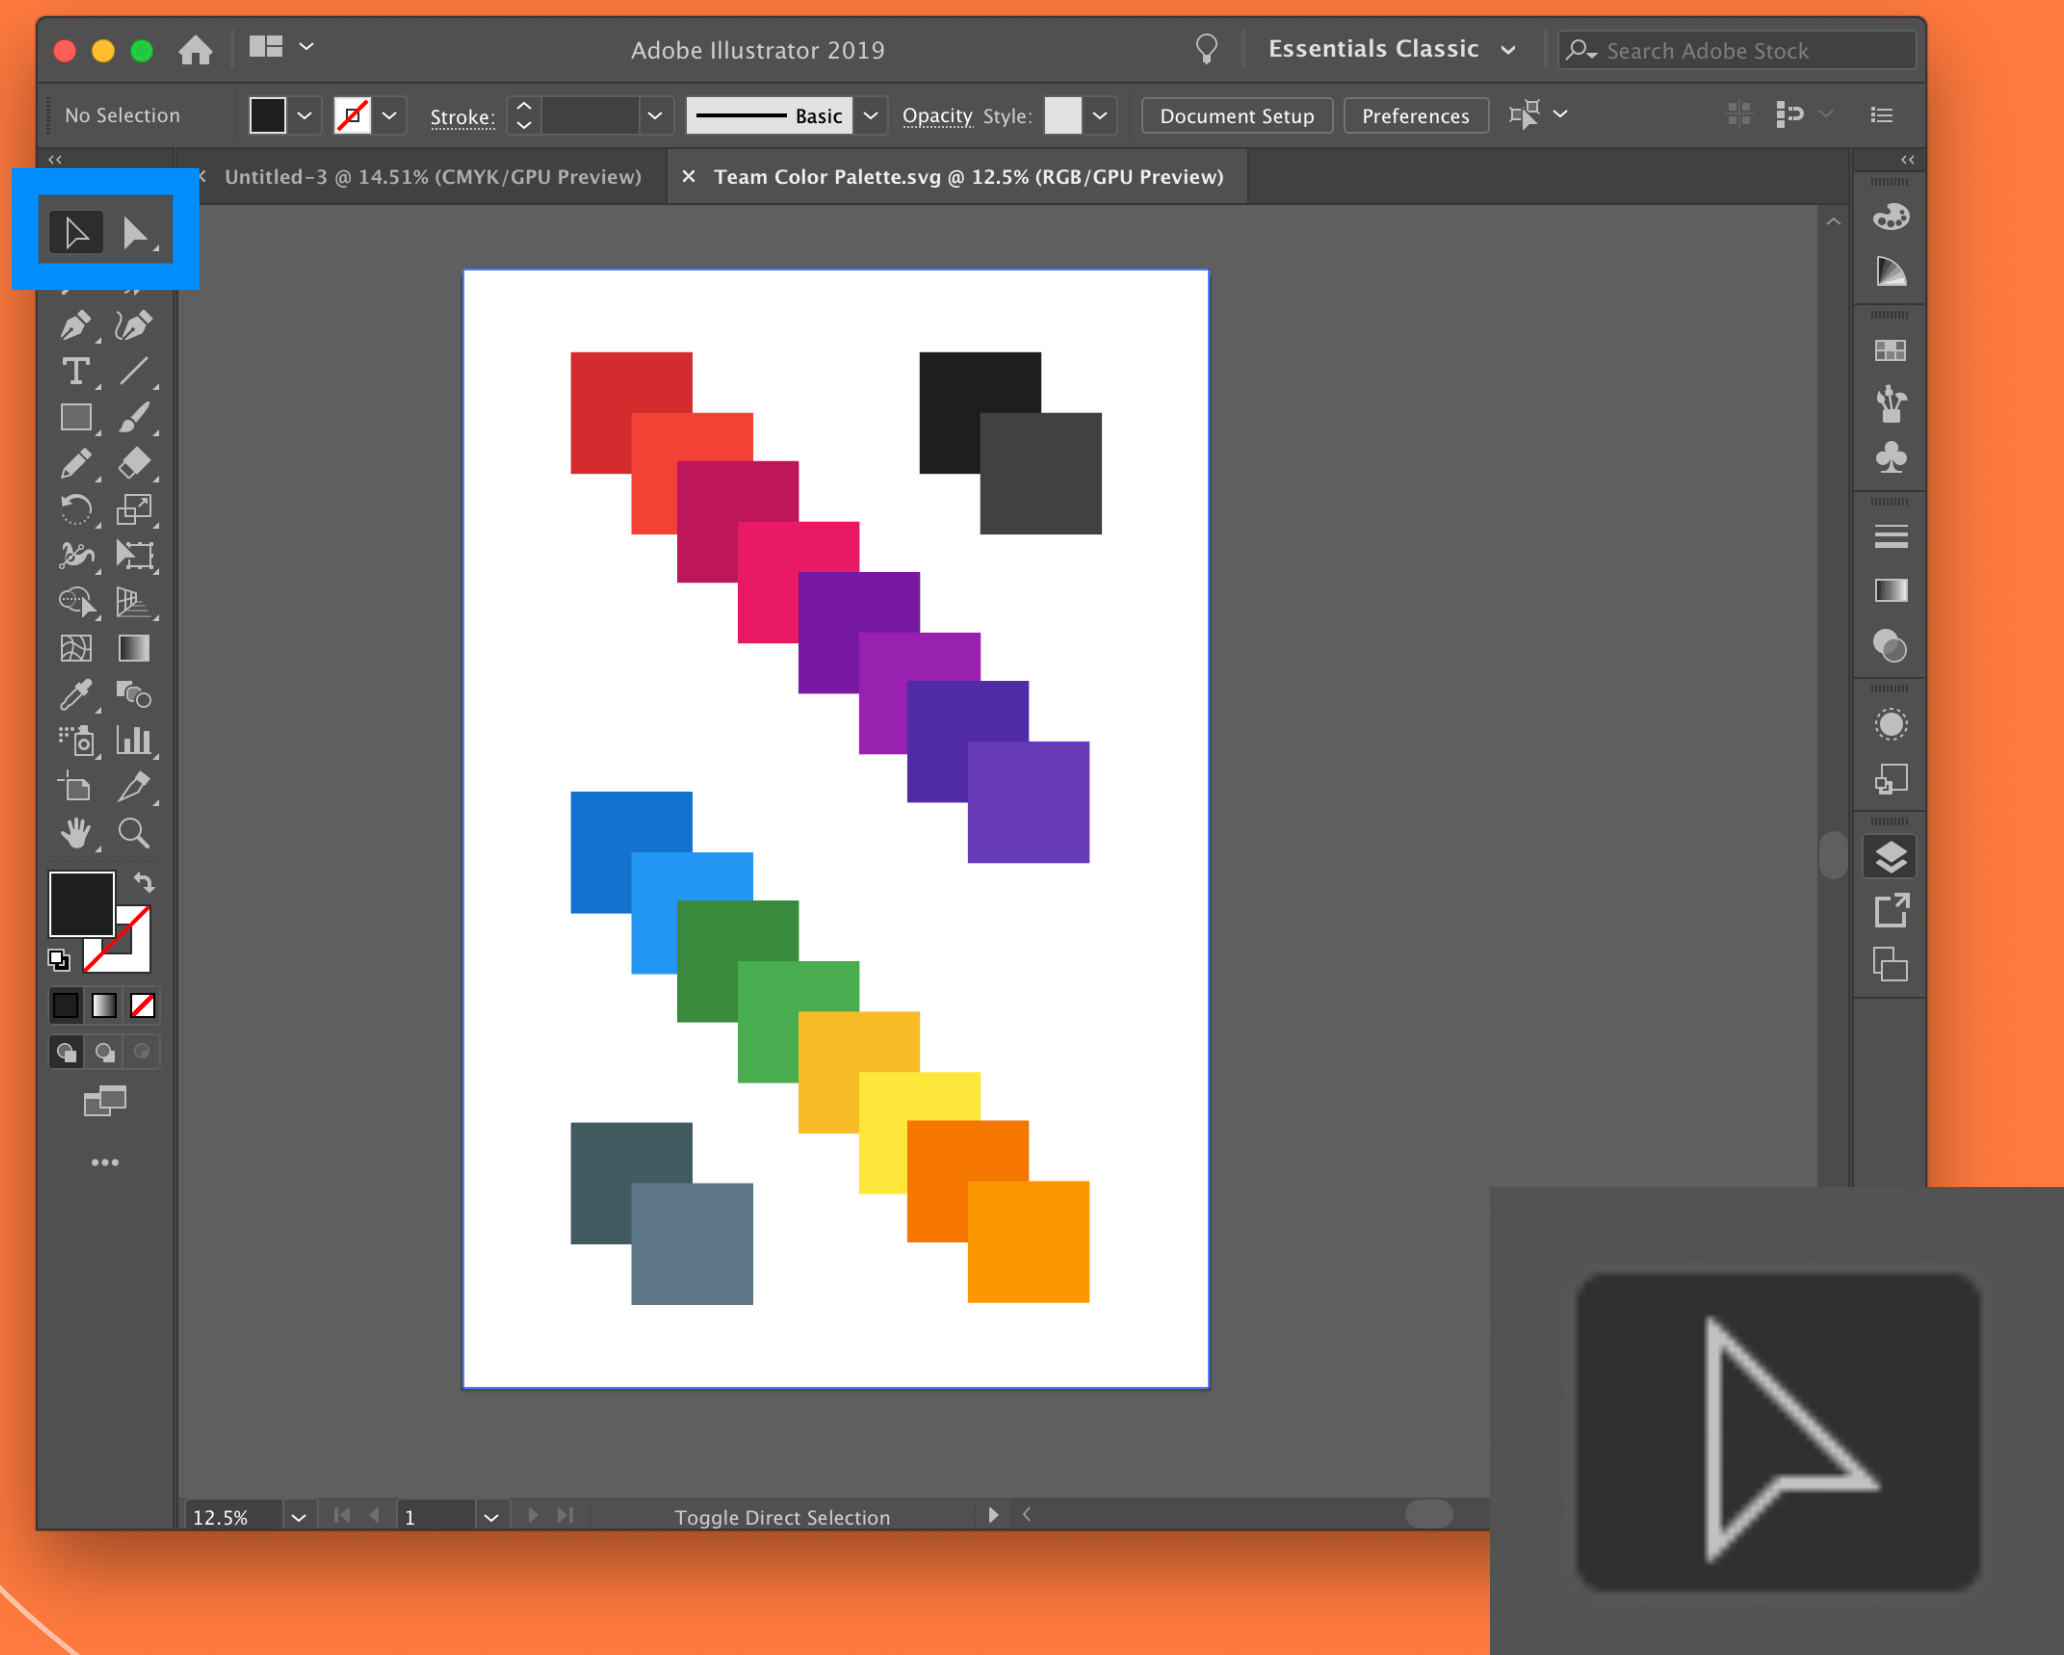 Adobe Illustrator 2019
Essentials Classic
Search Adobe Stock
No Selection
Stroke:
Basic
Opacity
Style:
Document Setup
Preferences
Untitled-3 @ 14.51% (CMYK/GPU Preview)
× Team Color Palette.svg @ 12.5% (RGB/GPU Preview)
12.5%
1
Toggle Direct Selection